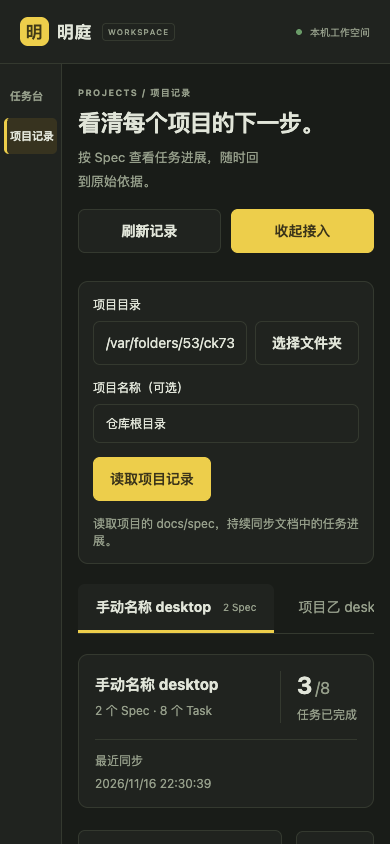 明 明庭 WORKSPACE 本机工作空间
任务台
项目记录
PROJECTS / 项目记录
看清每个项目的下一步。
按 Spec 查看任务进展，随时回
到原始依据。
刷新记录 收起接入
项目目录
/var/folders/53/ck73 选择文件夹
项目名称（可选）
仓库根目录
读取项目记录
读取项目的 docs/spec，持续同步文档中的任务进
展。
手动名称 desktop 2 Spec 项目乙 desk
手动名称 desktop
2 个 Spec · 8 个 Task
3 /8
任务已完成
最近同步
2026/11/16 22:30:39